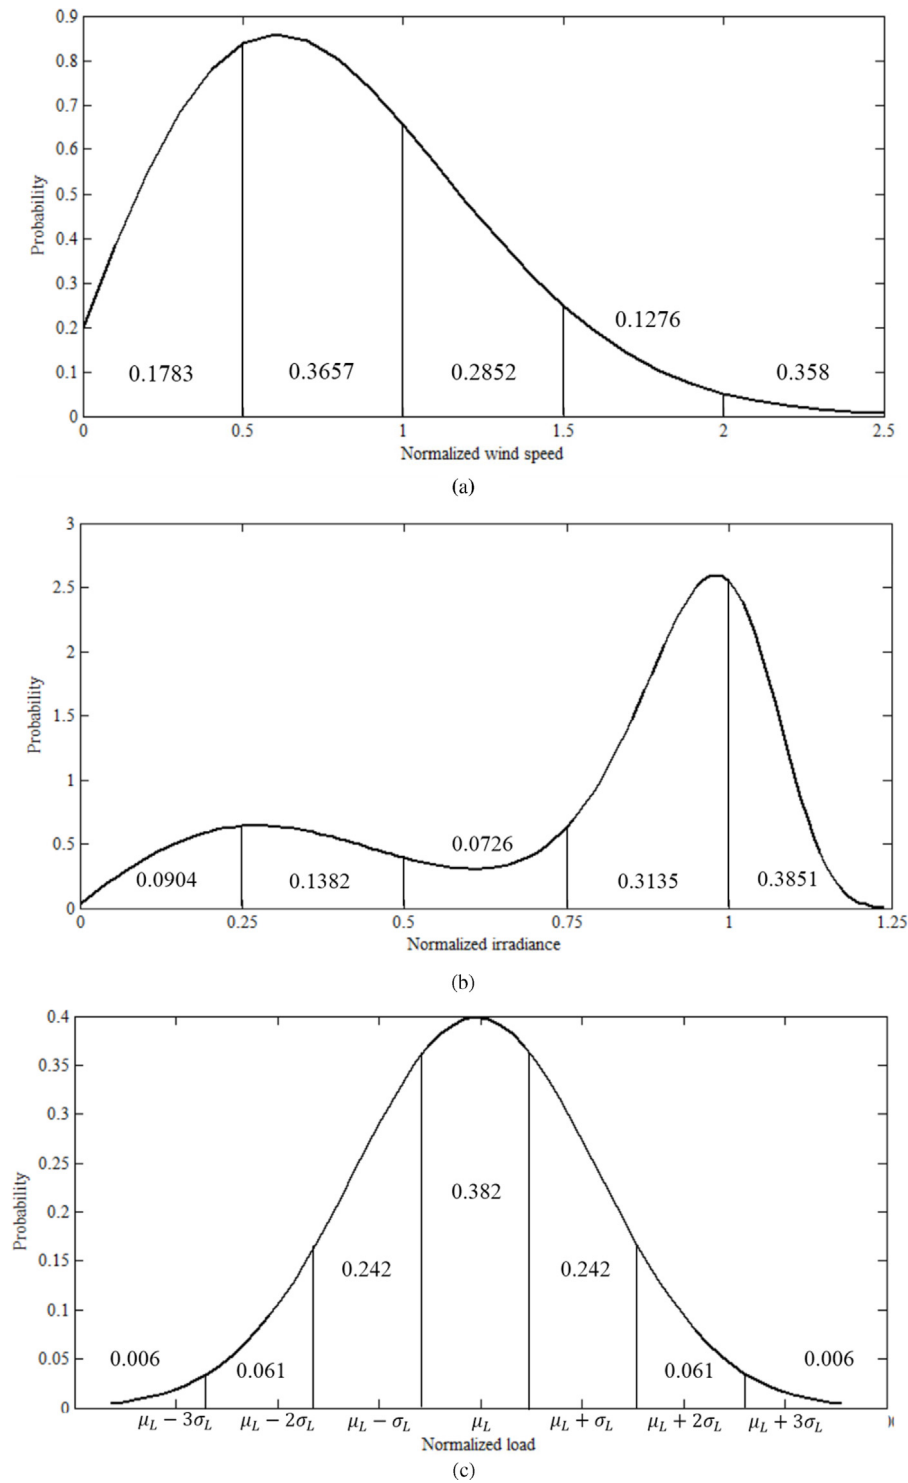 0.9
0.8
0.7
0.6
0.5
0.4
0.3
0.2
0.1
0
Probability
0.1783 0.3657 0.2852 0.1276 0.358
0 0.5 1 1.5 2 2.5
Normalized wind speed
(a)
3
2.5
2
1.5
1
0.5
0
Probability
0.0904 0.1382 0.0726 0.3135 0.3851
0 0.25 0.5 0.75 1 1.25
Normalized irradiance
(b)
0.4
0.35
0.3
0.25
0.2
0.15
0.1
0.05
0
Probability
0.006 0.061 0.242 0.382 0.242 0.061 0.006
μ_L − 3σ_L μ_L − 2σ_L μ_L − σ_L μ_L μ_L + σ_L μ_L + 2σ_L μ_L + 3σ_L
Normalized load
(c)